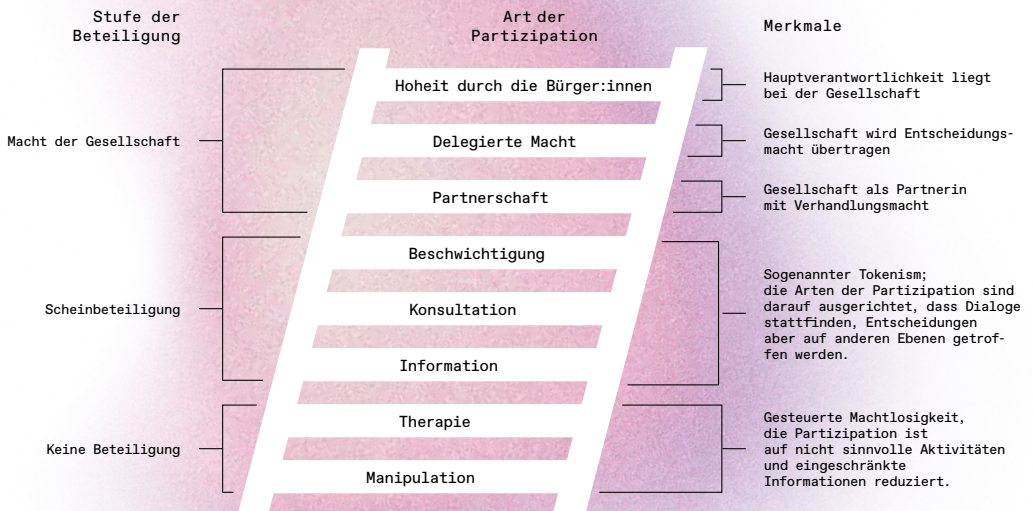 Stufe der
Beteiligung
Art der
Partizipation
Merkmale
Macht der Gesellschaft
Hoheit durch die Bürger:innen
Hauptverantwortlichkeit liegt
bei der Gesellschaft
Delegierte Macht
Gesellschaft wird Entscheidungs-
macht übertragen
Partnerschaft
Gesellschaft als Partnerin
mit Verhandlungsmacht
Scheinbeteiligung
Beschwichtigung
Konsultation
Information
Sogenannter Tokenism;
die Arten der Partizipation sind
darauf ausgerichtet, dass Dialoge
stattfinden, Entscheidungen
aber auf anderen Ebenen getrof-
fen werden.
Keine Beteiligung
Therapie
Manipulation
Gesteuerte Machtlosigkeit,
die Partizipation ist
auf nicht sinnvolle Aktivitäten
und eingeschränkte
Informationen reduziert.